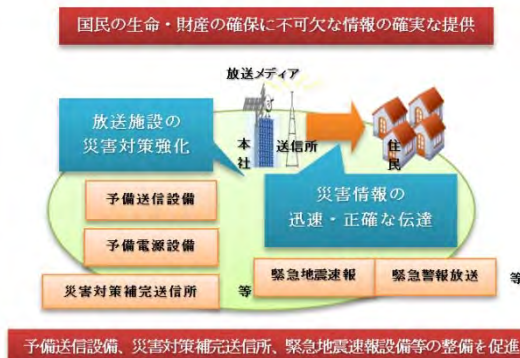 国民の生命・財産の確保に不可欠な情報の確実な提供
放送メディア
放送施設の
災害対策強化
本社
送信所
住民
災害情報の
迅速・正確な伝達
予備送信設備
予備電源設備
災害対策補完送信所
等
緊急地震速報
緊急警報放送
等
予備送信設備、災害対策補完送信所、緊急地震速報設備等の整備を促進